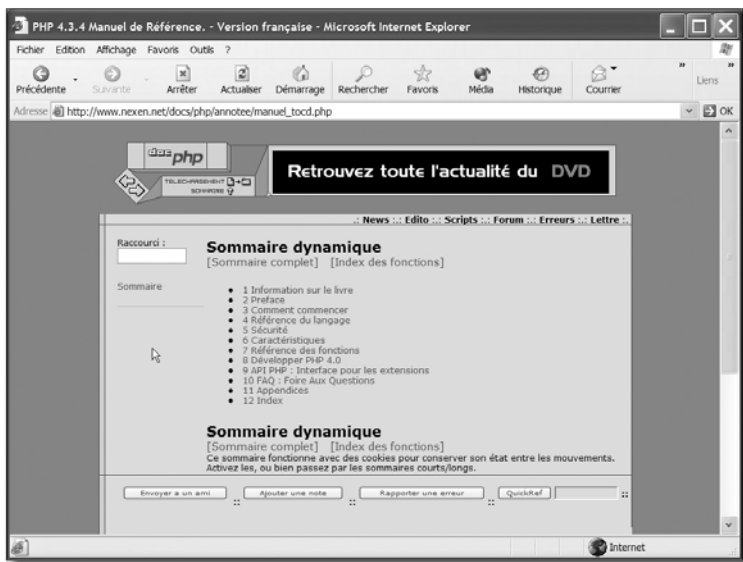 PHP 4.3.4 Manuel de Référence. - Version française - Microsoft Internet Explorer
Fichier Edition Affichage Favoris Outils ?
Précédente Suivante Arrêter Actualiser Démarrage Rechercher Favoris Média Historique Courrier » Liens »
Adresse http://www.nexen.net/docs/php/annotee/manuel_tocd.php OK
doc php
TELECHARGEMENT
SOMMAIRE
Retrouvez toute l'actualité du DVD
.: News :.: Edito :.: Scripts :.: Forum :.: Erreurs :.: Lettre :.
Raccourci :
Sommaire
Sommaire dynamique
[Sommaire complet] [Index des fonctions]
• 1 Information sur le livre
• 2 Preface
• 3 Comment commencer
• 4 Référence du langage
• 5 Sécurité
• 6 Caractéristiques
• 7 Référence des fonctions
• 8 Développer PHP 4.0
• 9 API PHP : Interface pour les extensions
• 10 FAQ : Foire Aux Questions
• 11 Appendices
• 12 Index
Sommaire dynamique
[Sommaire complet] [Index des fonctions]
Ce sommaire fonctionne avec des cookies pour conserver son état entre les mouvements.
Activez les, ou bien passez par les sommaires courts/longs.
Envoyer a un ami :: Ajouter une note :: Rapporter une erreur :: QuickRef ::
Internet